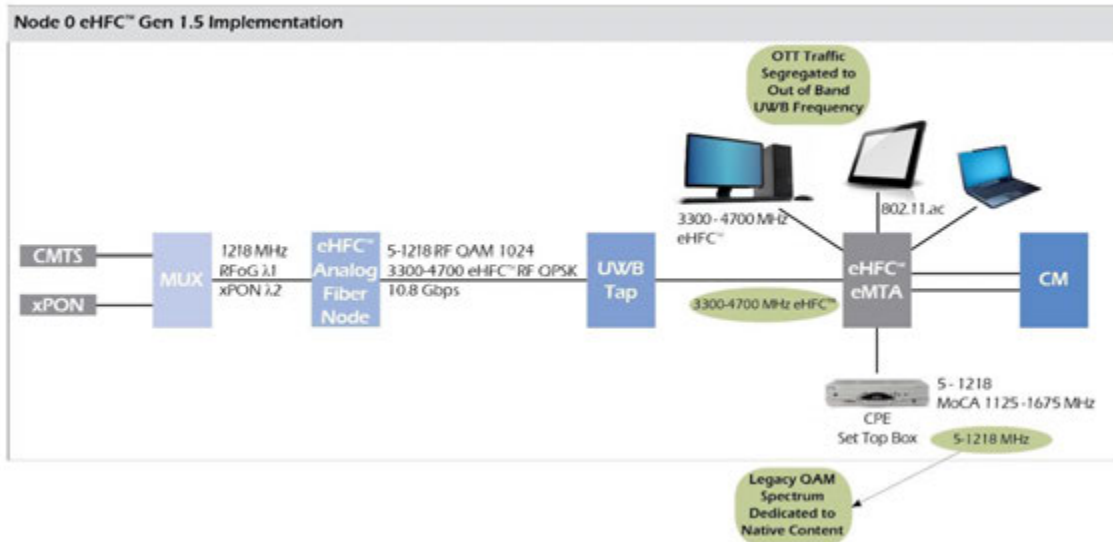 Node 0 eHFC™ Gen 1.5 Implementation
OTT Traffic
Segregated to
Out of Band
UWB Frequency
CMTS
xPON
MUX
1218 MHz
RFoG λ1
xPON λ2
eHFC™
Analog
Fiber
Node
5-1218 RF QAM 1024
3300-4700 eHFC™ RF QPSK
10.8 Gbps
UWB
Tap
3300 - 4700 MHz
eHFC™
802.11.ac
3300-4700 MHz eHFC™
eHFC™
eMTA
CM
CPE
Set Top Box
5 - 1218
MoCA 1125 -1675 MHz
5-1218 MHz
Legacy QAM
Spectrum
Dedicated to
Native Content